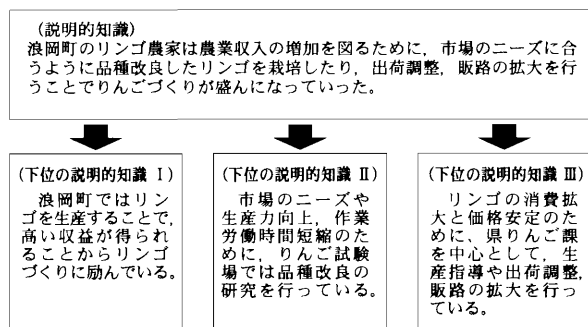 (説明的知識)
浪岡町のリンゴ農家は農業収入の増加を図るために，市場のニーズに合
うように品種改良したリンゴを栽培したり，出荷調整，販路の拡大を行
うことでりんごづくりが盛んになっていった。
(下位の説明的知識 Ⅰ)
浪岡町ではリン
ゴを生産することで，
高い収益が得られ
ることからリンゴ
づくりに励んでいる。
(下位の説明的知識 Ⅱ)
市場のニーズや
生産力向上，作業
労働時間短縮のた
めに，りんご試験
場では品種改良の
研究を行っている。
(下位の説明的知識 Ⅲ)
リンゴの消費拡
大と価格安定のた
めに，県りんご課
を中心として，生
産指導や出荷調整，
販路の拡大を行っ
ている。